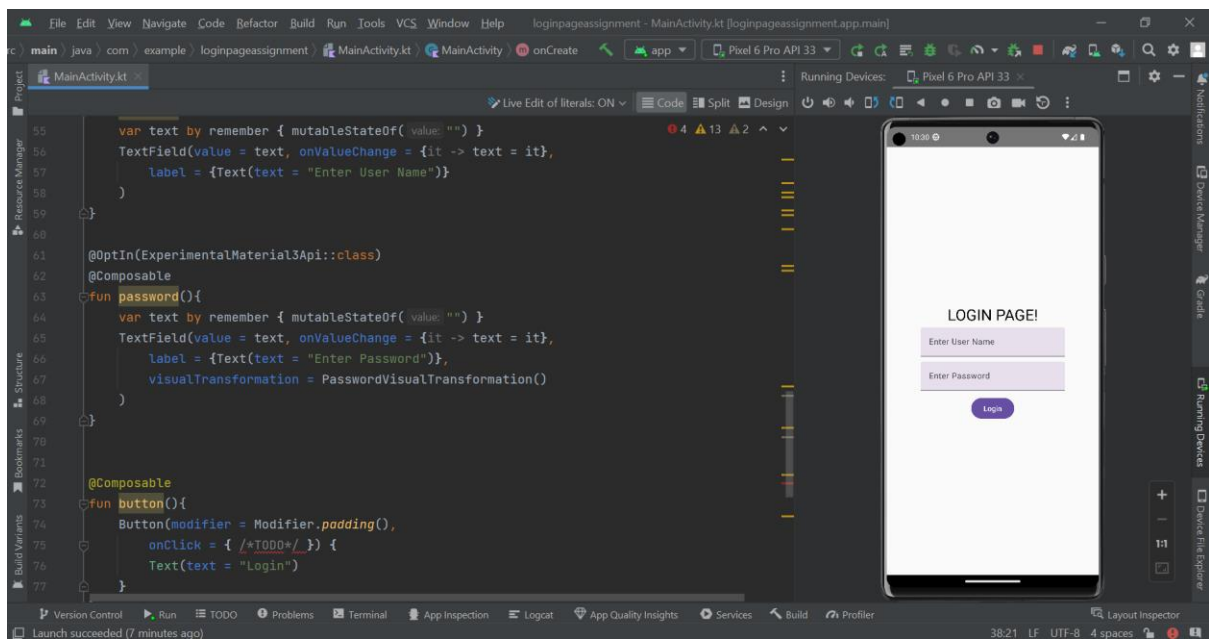 File Edit View Navigate Code Refactor Build Run Tools VCS Window Help loginpageassignment - MainActivity.kt [loginpageassignment.app.main]
rc main java com example loginpageassignment MainActivity.kt MainActivity onCreate app Pixel 6 Pro API 33
Project
MainActivity.kt
Running Devices: Pixel 6 Pro API 33
Notifications
Live Edit of literals: ON Code Split Design
Resource Manager
4 13 2
55 var text by remember { mutableStateOf( value: "") }
56 TextField(value = text, onValueChange = {it -> text = it},
57 label = {Text(text = "Enter User Name")}
58 )
59 }
60
61 @OptIn(ExperimentalMaterial3Api::class)
62 @Composable
63 fun password(){
64 var text by remember { mutableStateOf( value: "") }
65 TextField(value = text, onValueChange = {it -> text = it},
66 label = {Text(text = "Enter Password")},
67 visualTransformation = PasswordVisualTransformation()
68 )
69 }
70
71
72 @Composable
73 fun button(){
74 Button(modifier = Modifier.padding(),
75 onClick = { /*TODO*/ }) {
76 Text(text = "Login")
77 }
Structure
Bookmarks
Build Variants
10:30
LOGIN PAGE!
Enter User Name
Enter Password
Login
1:1
Device Manager
Gradle
Running Devices
Device File Explorer
Version Control Run TODO Problems Terminal App Inspection Logcat App Quality Insights Services Build Profiler Layout Inspector
Launch succeeded (7 minutes ago) 38:21 LF UTF-8 4 spaces